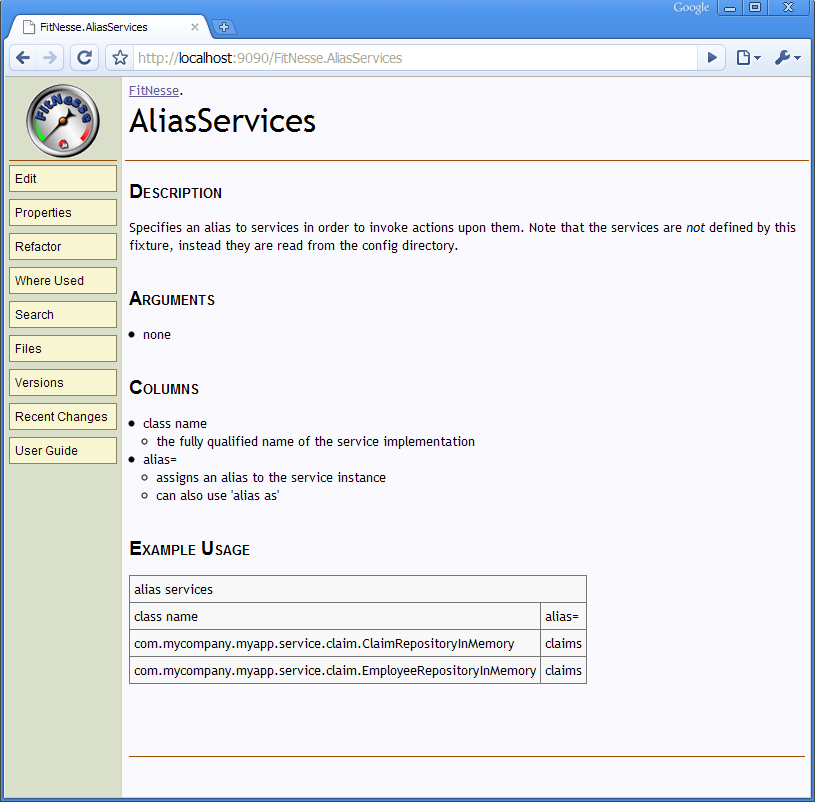 Google
FitNesse.AliasServices
http://localhost:9090/FitNesse.AliasServices
FitNesse
FitNesse.
AliasServices
Edit
Properties
Refactor
Where Used
Search
Files
Versions
Recent Changes
User Guide
Description
Specifies an alias to services in order to invoke actions upon them. Note that the services are not defined by this
fixture, instead they are read from the config directory.
Arguments
none
Columns
class name
the fully qualified name of the service implementation
alias=
assigns an alias to the service instance
can also use 'alias as'
Example Usage
alias services
class name alias=
com.mycompany.myapp.service.claim.ClaimRepositoryInMemory claims
com.mycompany.myapp.service.claim.EmployeeRepositoryInMemory claims